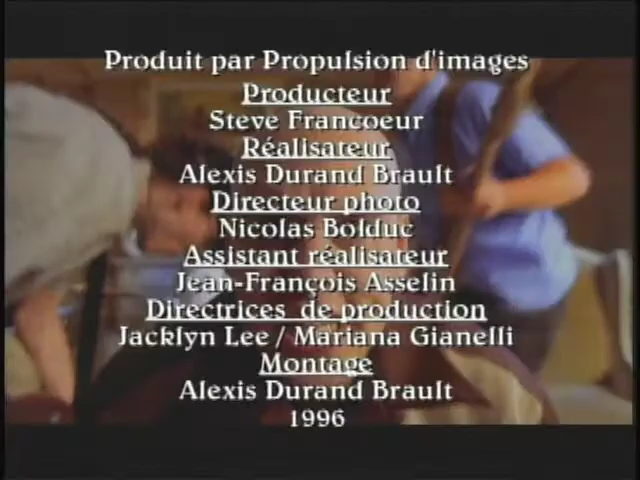 Produit par Propulsion d'images
Producteur
Steve Francoeur
Réalisateur
Alexis Durand Brault
Directeur photo
Nicolas Bolduc
Assistant réalisateur
Jean-François Asselin
Directrices de production
Jacklyn Lee / Mariana Gianelli
Montage
Alexis Durand Brault
1996